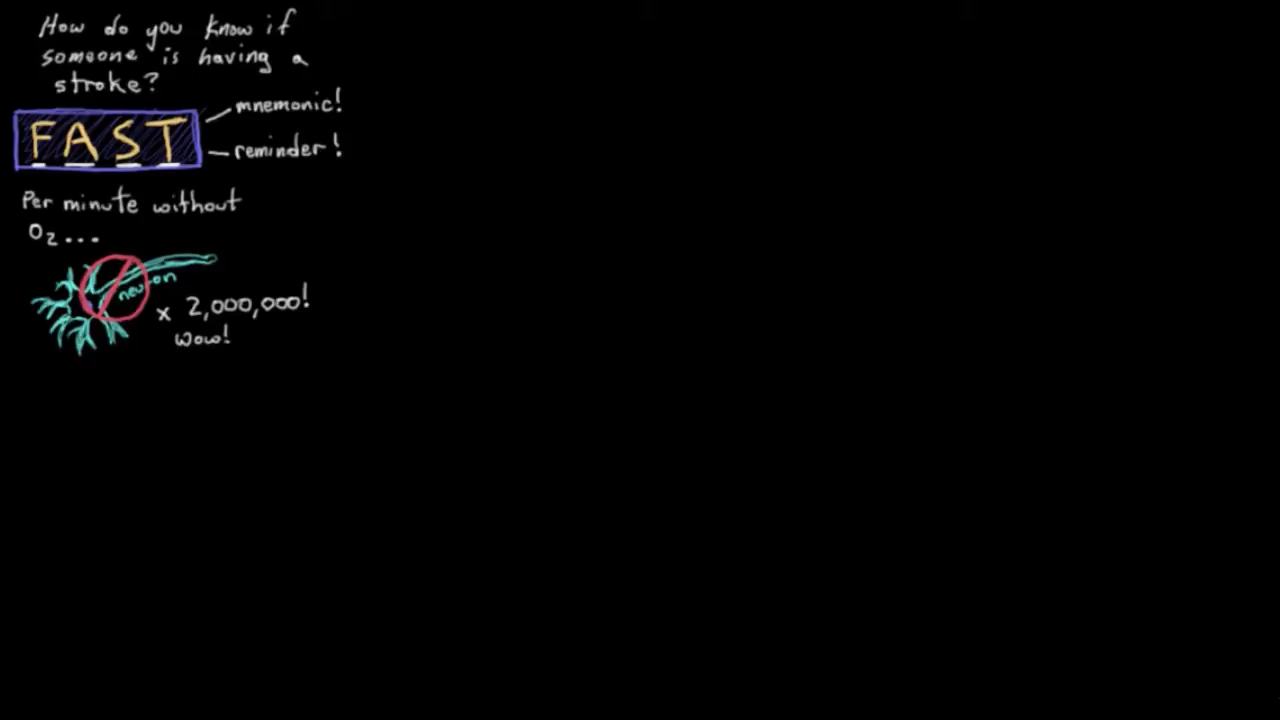 How do you know if
someone is having a
stroke?
mnemonic!
FAST
reminder!
Per minute without
O₂...
neuron
x 2,000,000!
Wow!